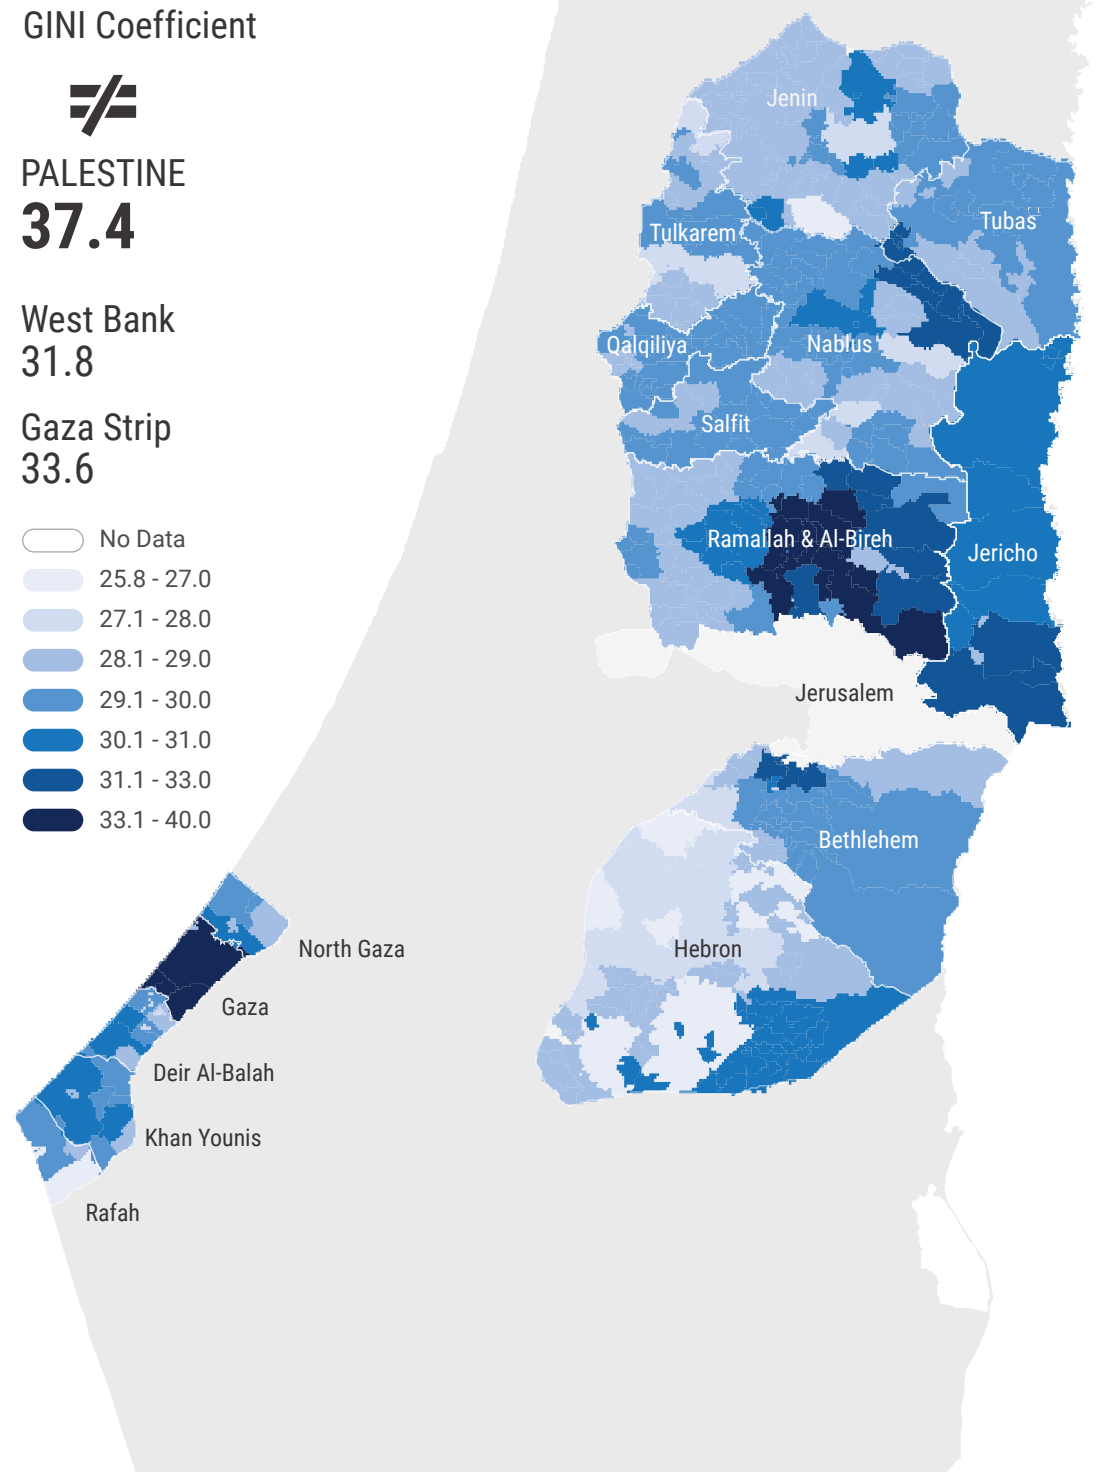 GINI Coefficient
PALESTINE
37.4
West Bank
31.8
Gaza Strip
33.6
No Data
25.8 - 27.0
27.1 - 28.0
28.1 - 29.0
29.1 - 30.0
30.1 - 31.0
31.1 - 33.0
33.1 - 40.0
Jenin
Tubas
Tulkarem
Qalqiliya
Nablus
Salfit
Ramallah & Al-Bireh
Jericho
Jerusalem
Bethlehem
Hebron
North Gaza
Gaza
Deir Al-Balah
Khan Younis
Rafah